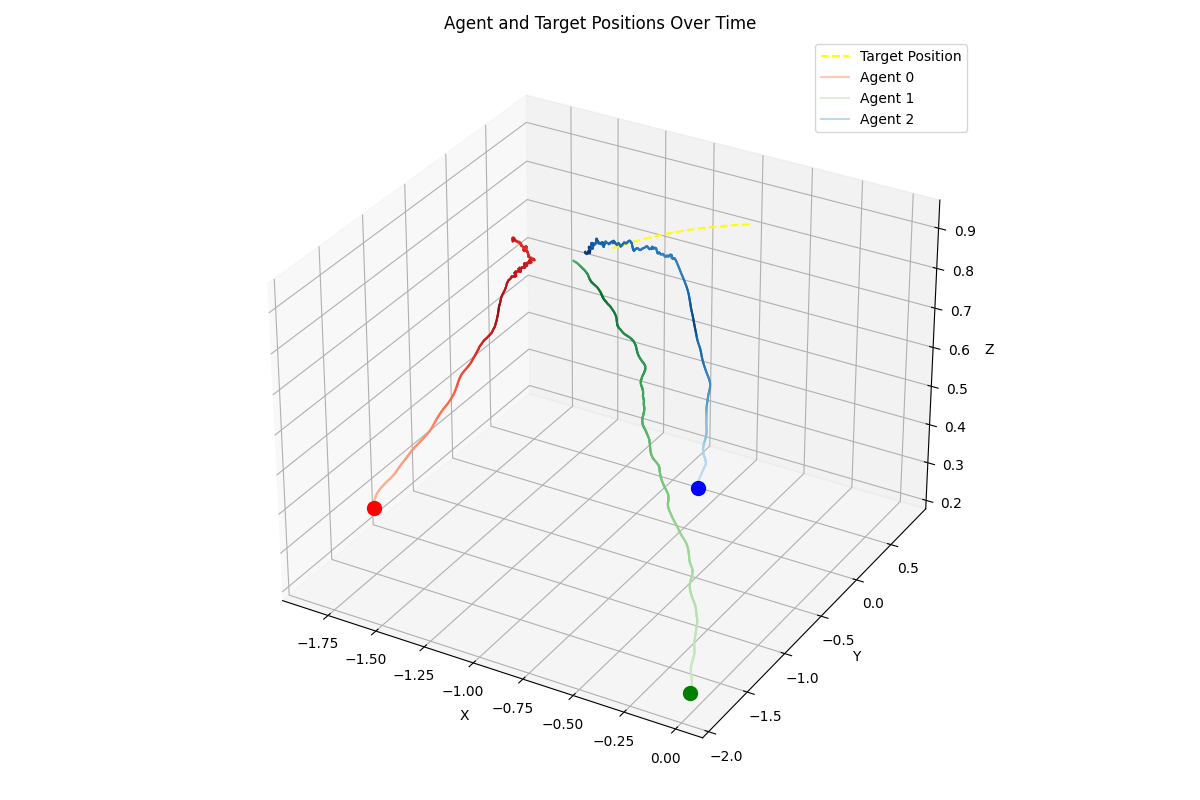 Agent and Target Positions Over Time
Target Position
Agent 0
Agent 1
Agent 2
0.9
0.8
0.7
0.6
Z
0.5
0.4
0.3
0.2
0.5
0.0
−0.5
Y
−1.0
−1.5
−2.0
−1.75
−1.50
−1.25
−1.00
X
−0.75
−0.50
−0.25
0.00